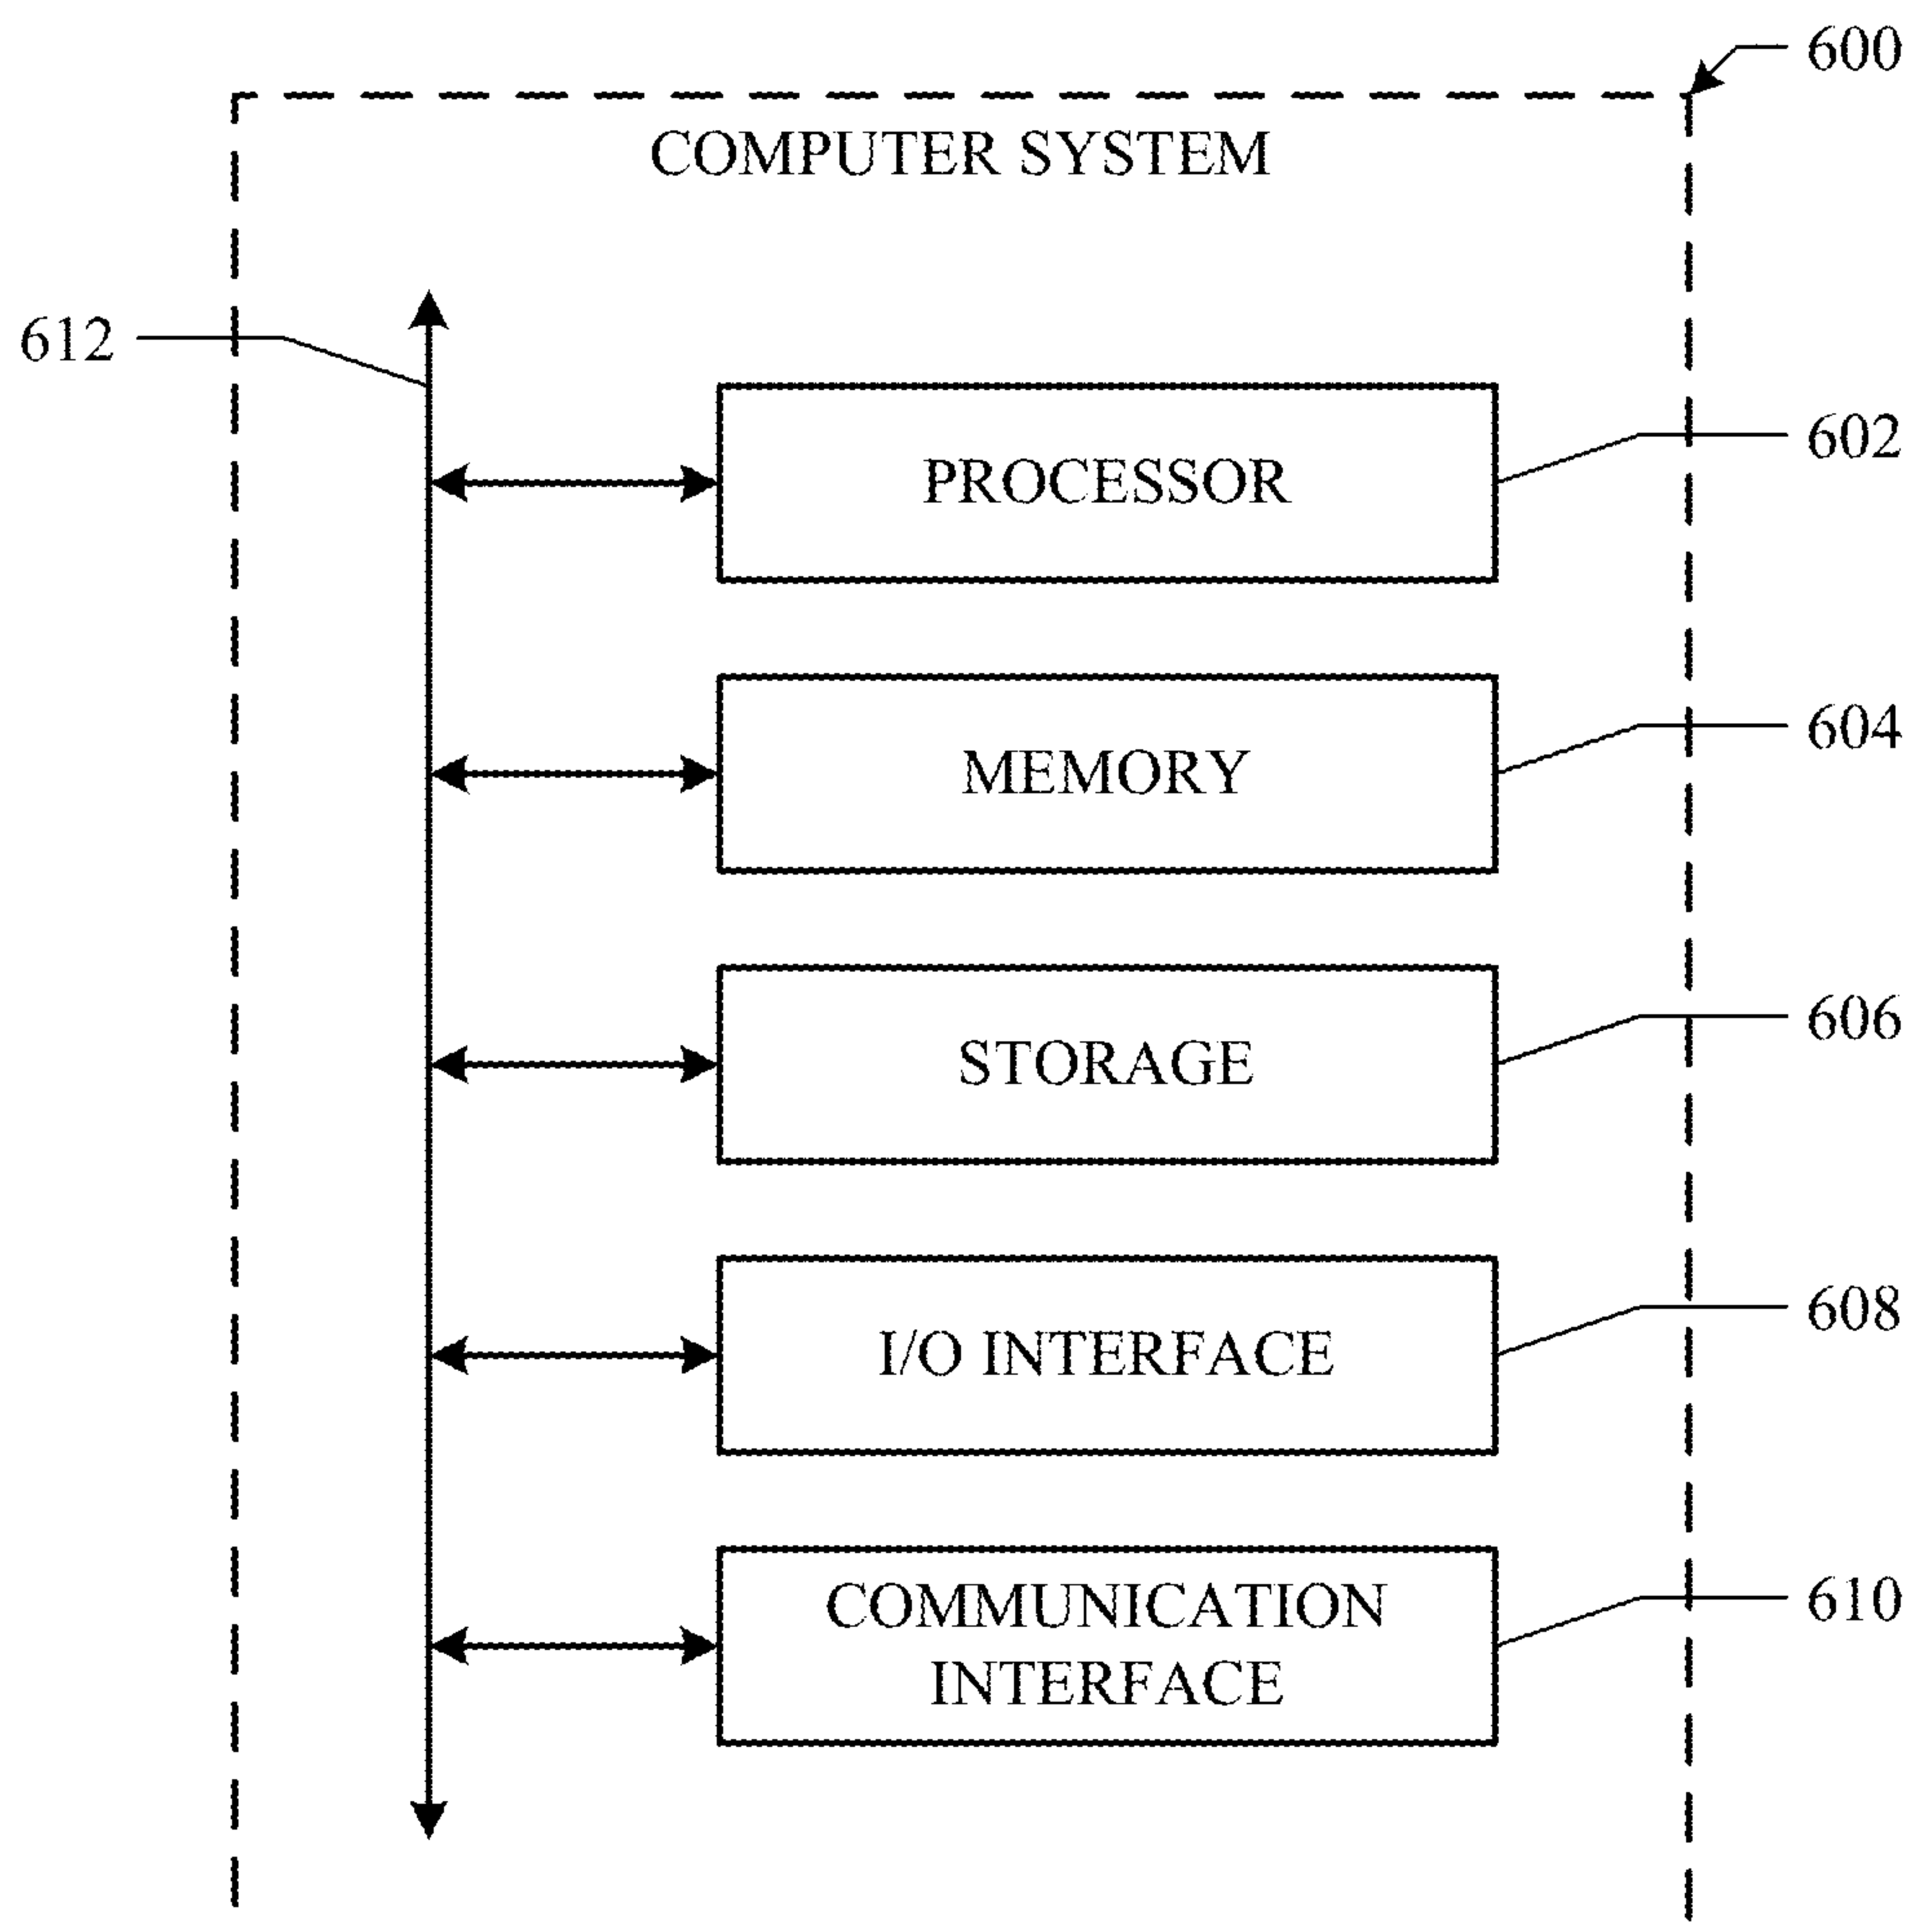 600
COMPUTER SYSTEM
612
602
PROCESSOR
604
MEMORY
606
STORAGE
608
I/O INTERFACE
610
COMMUNICATION
INTERFACE